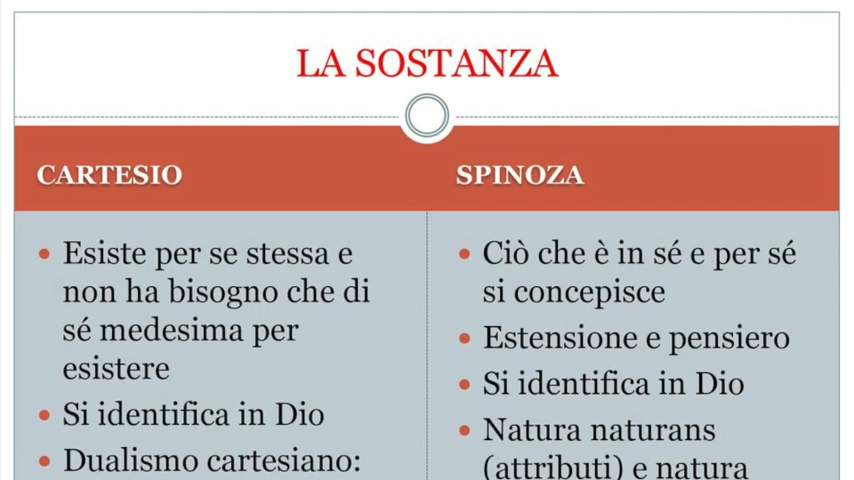 LA SOSTANZA
CARTESIO
• Esiste per se stessa e
non ha bisogno che di
sé medesima per
esistere
• Si identifica in Dio
• Dualismo cartesiano:
SPINOZA
• Ciò che è in sé e per sé
si concepisce
• Estensione e pensiero
• Si identifica in Dio
• Natura naturans
(attributi) e natura